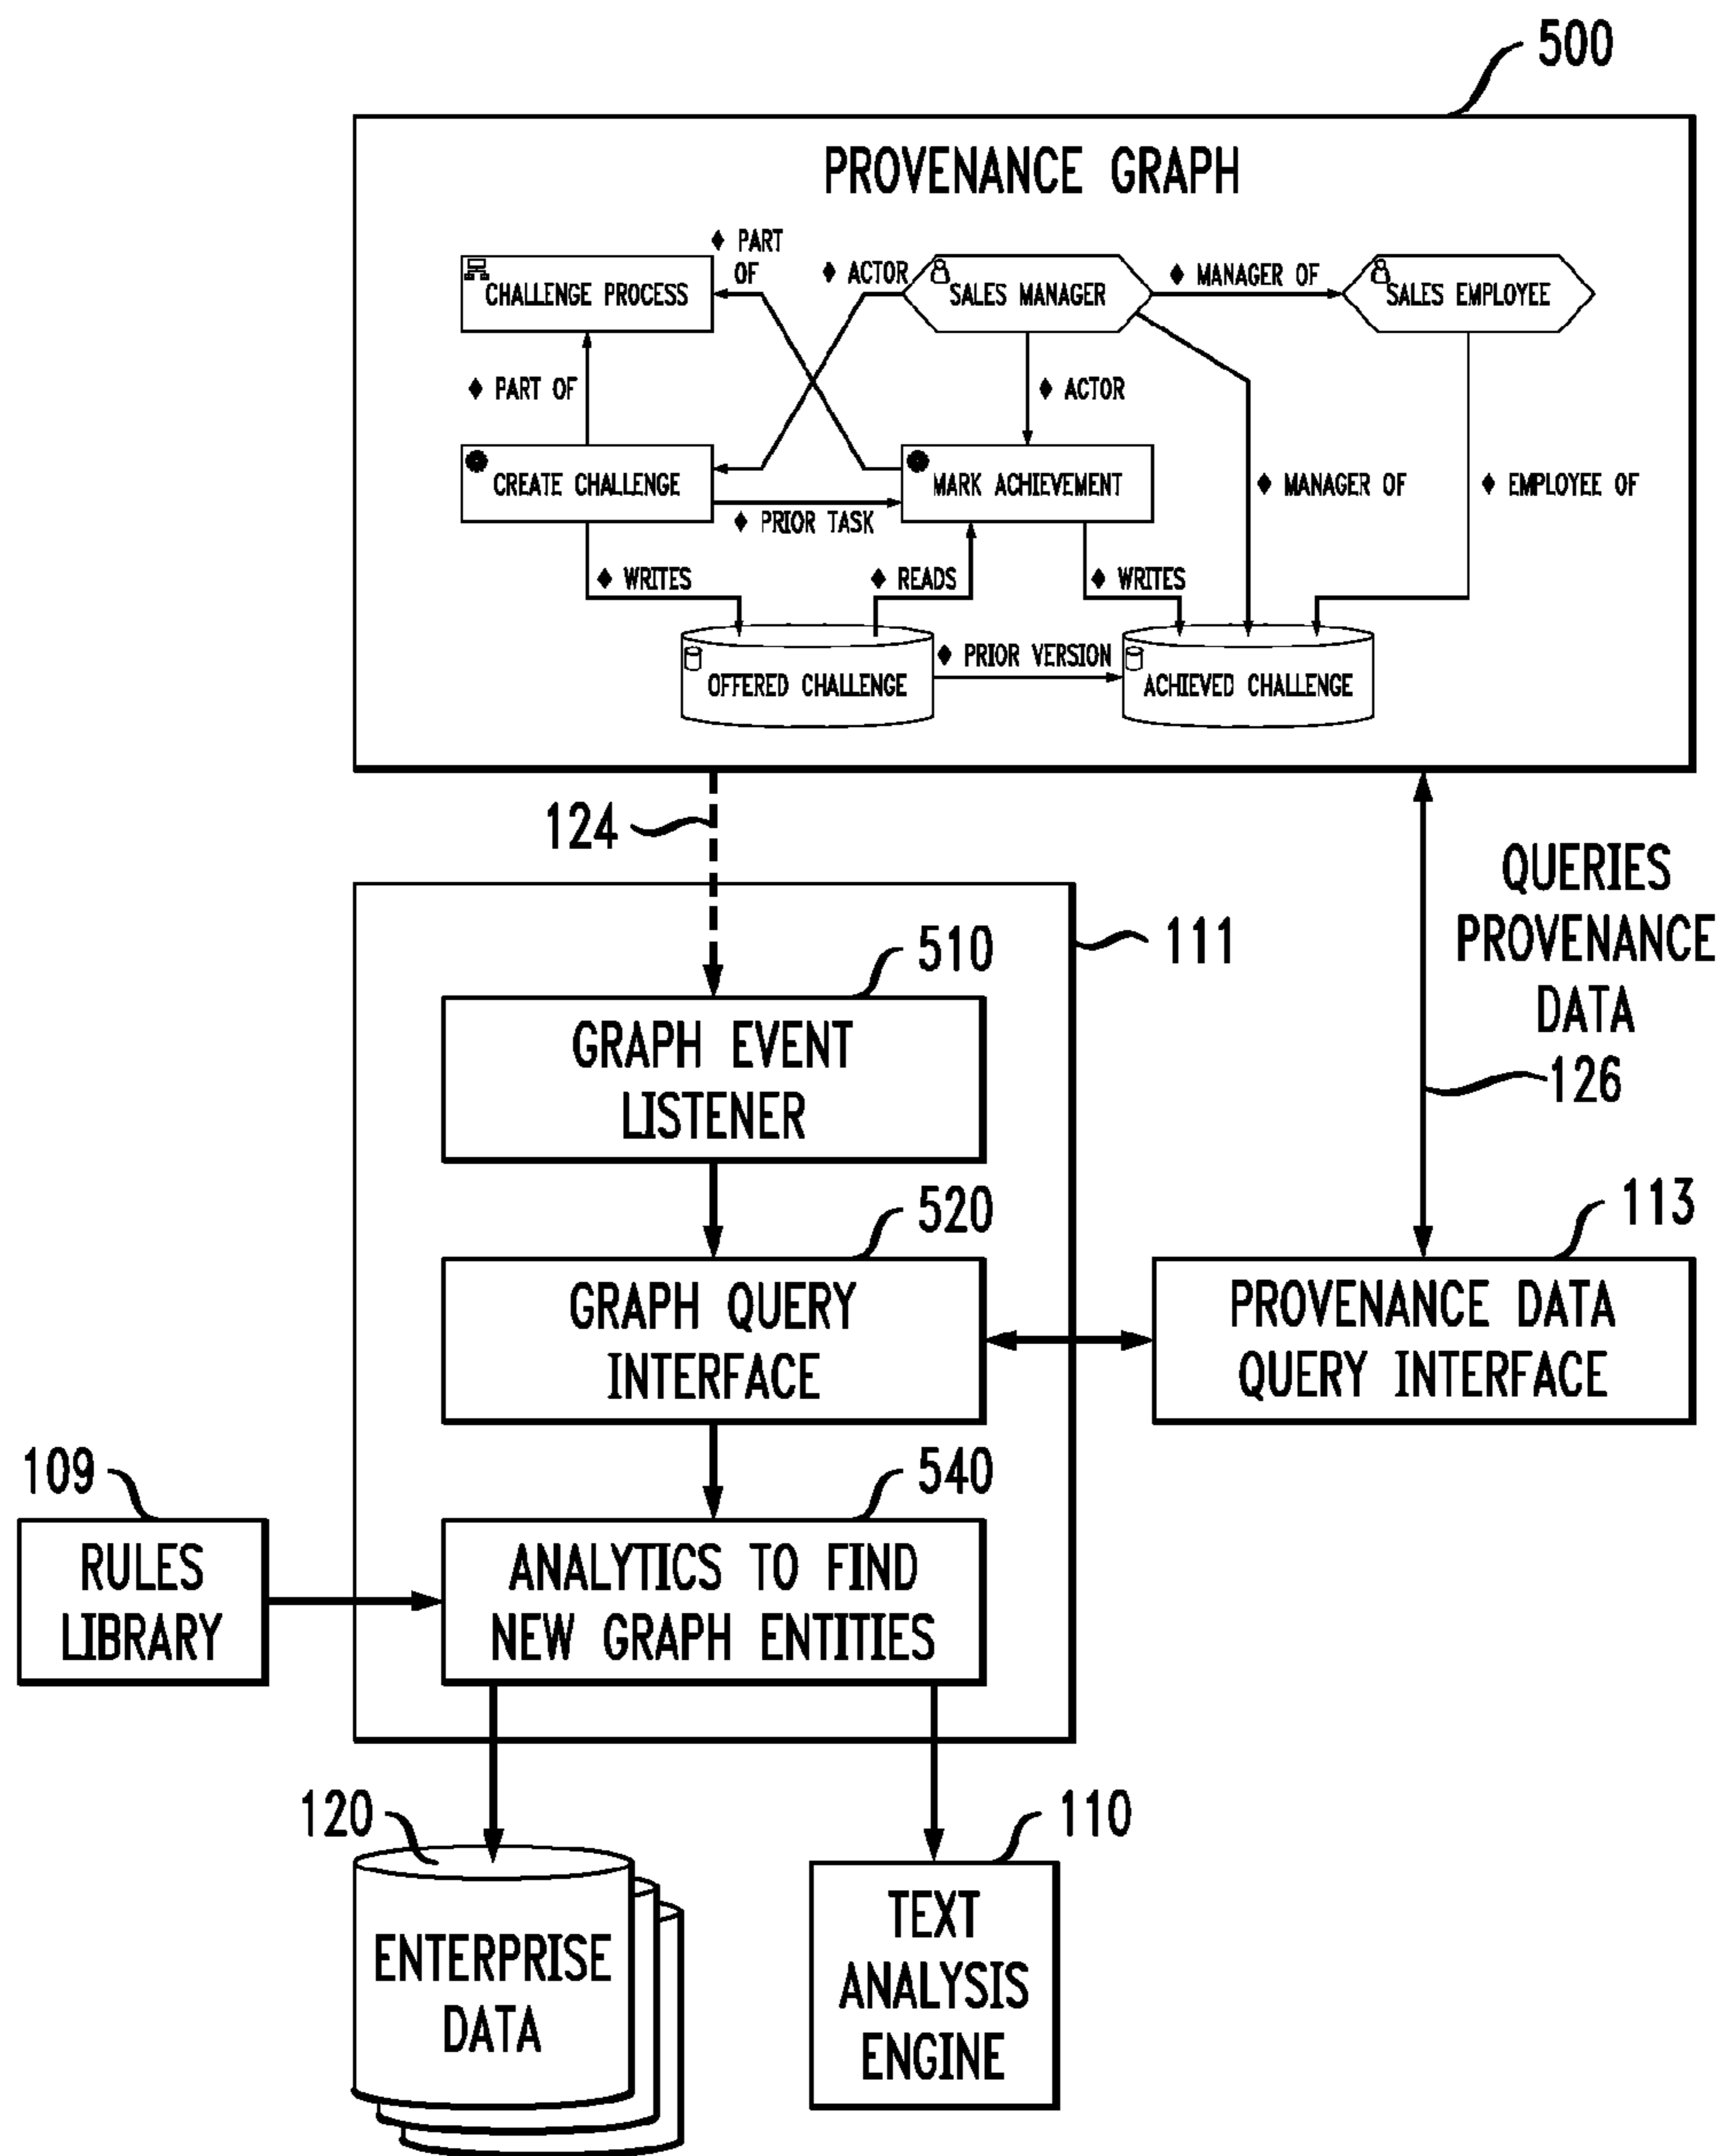 500
PROVENANCE GRAPH
♦ PART
OF
♦ ACTOR
♦ MANAGER OF
CHALLENGE PROCESS
SALES MANAGER
SALES EMPLOYEE
♦ PART OF
♦ ACTOR
CREATE CHALLENGE
MARK ACHIEVEMENT
♦ MANAGER OF
♦ EMPLOYEE OF
♦ PRIOR TASK
♦ WRITES
♦ READS
♦ WRITES
♦ PRIOR VERSION
OFFERED CHALLENGE
ACHIEVED CHALLENGE
124
QUERIES
PROVENANCE
DATA
126
111
510
GRAPH EVENT
LISTENER
520
GRAPH QUERY
INTERFACE
113
PROVENANCE DATA
QUERY INTERFACE
109
RULES
LIBRARY
540
ANALYTICS TO FIND
NEW GRAPH ENTITIES
120
ENTERPRISE
DATA
110
TEXT
ANALYSIS
ENGINE